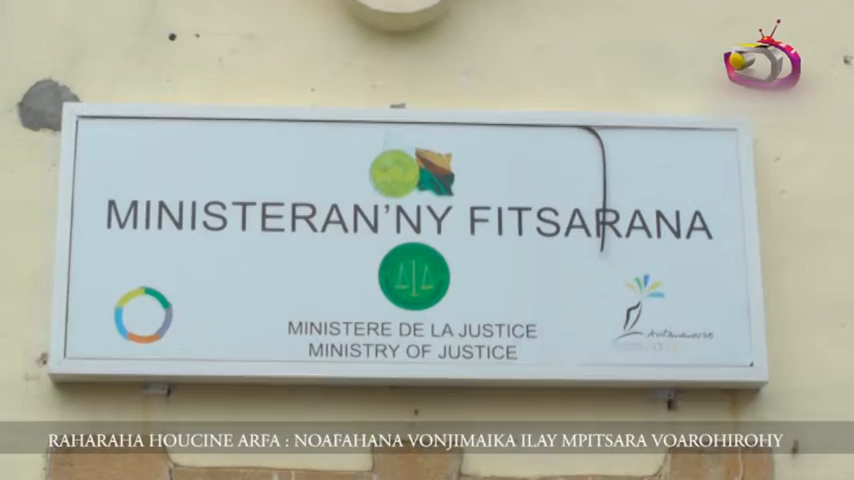 MINISTERAN'NY FITSARANA
MINISTERE DE LA JUSTICE
MINISTRY OF JUSTICE
RAHARAHA HOUCINE ARFA : NOAFAHANA VONJIMAIKA ILAY MPITSARA VOAROHIROHY